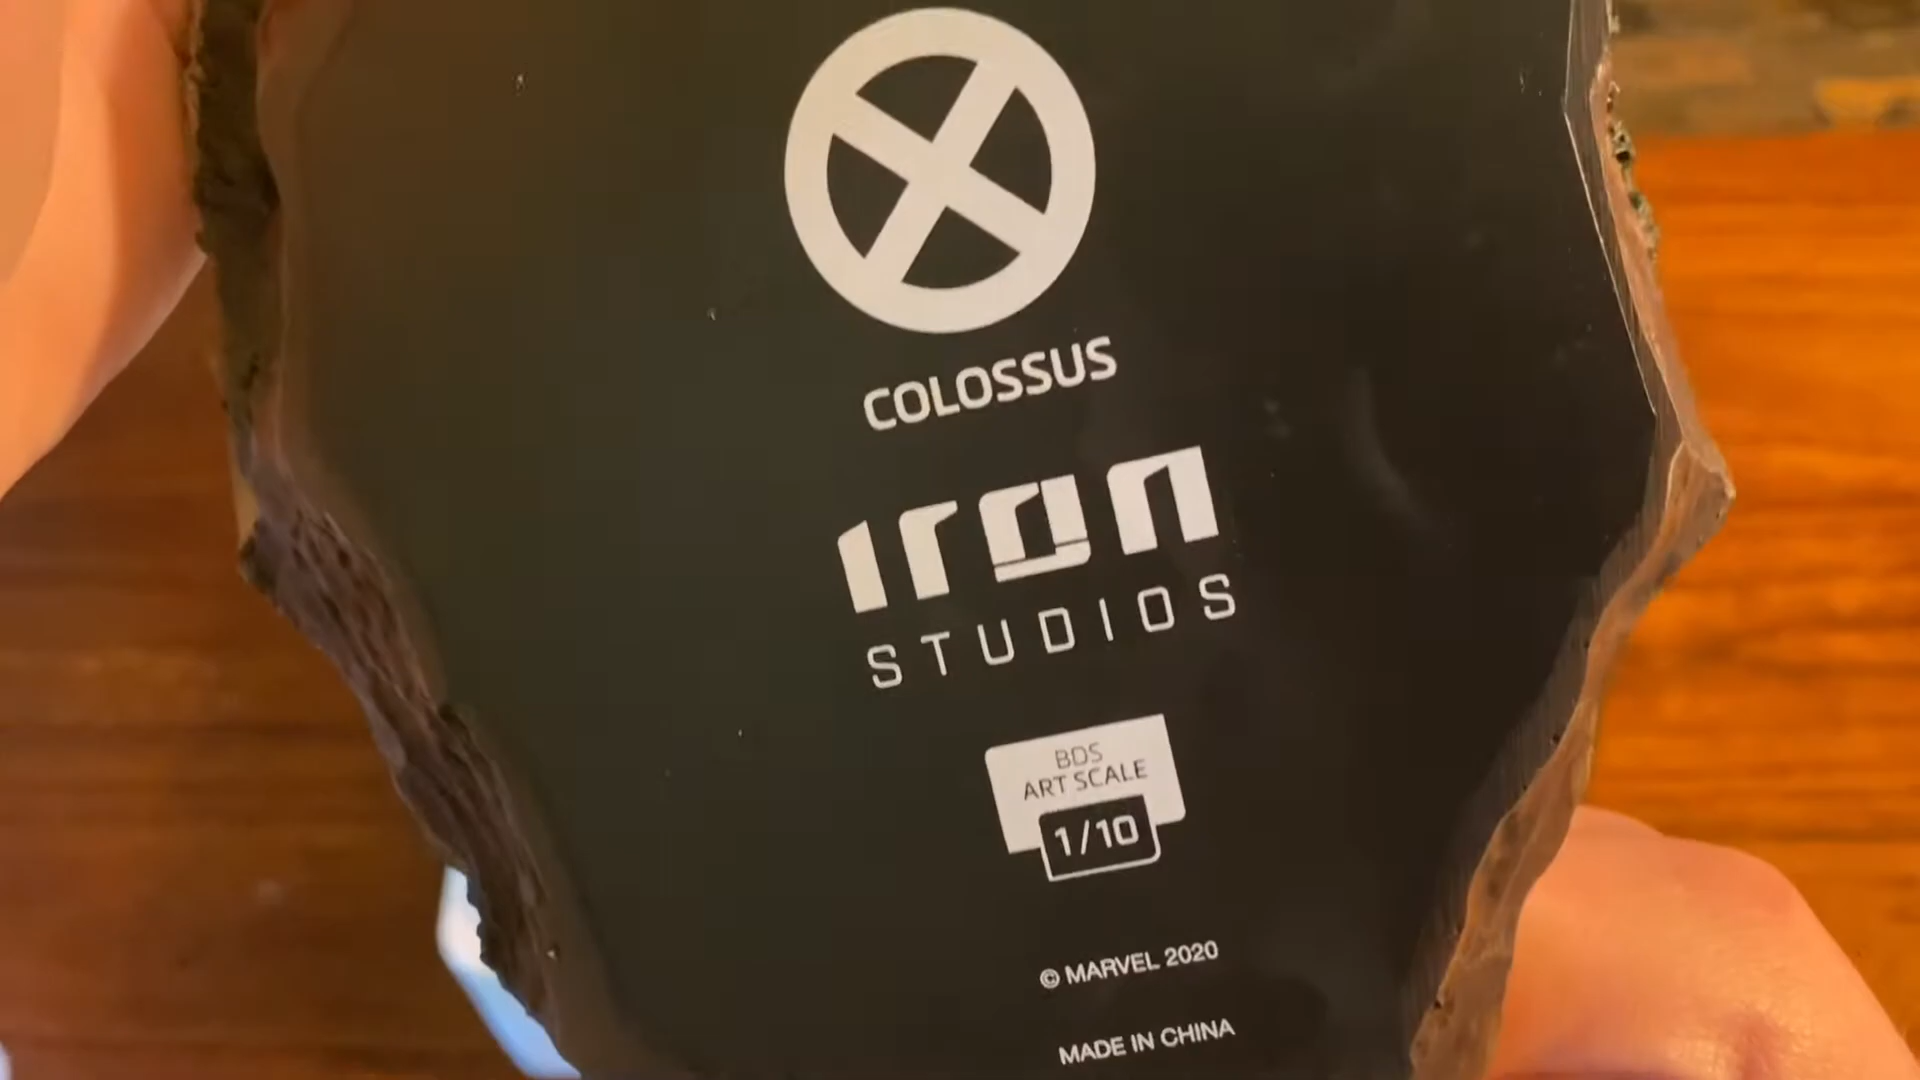 COLOSSUS
iron
STUDIOS
BDS
ART SCALE
1/10
© MARVEL 2020
MADE IN CHINA